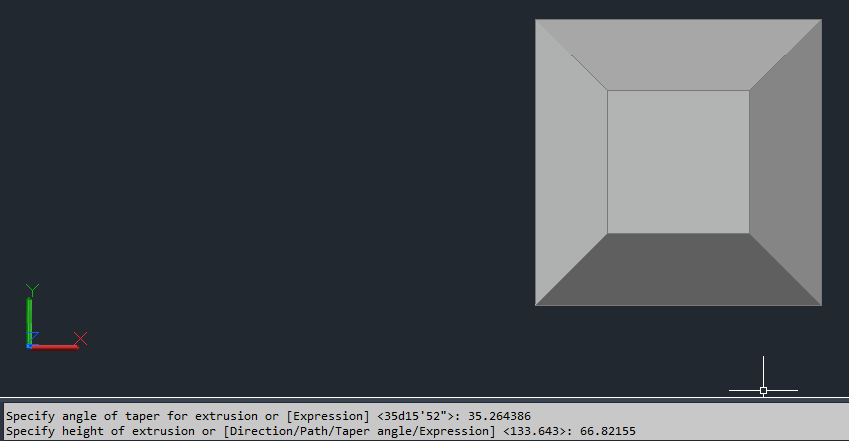 Y
Z
X
Specify angle of taper for extrusion or [Expression] <35d15'52">: 35.264386
Specify height of extrusion or [Direction/Path/Taper angle/Expression] <133.643>: 66.82155